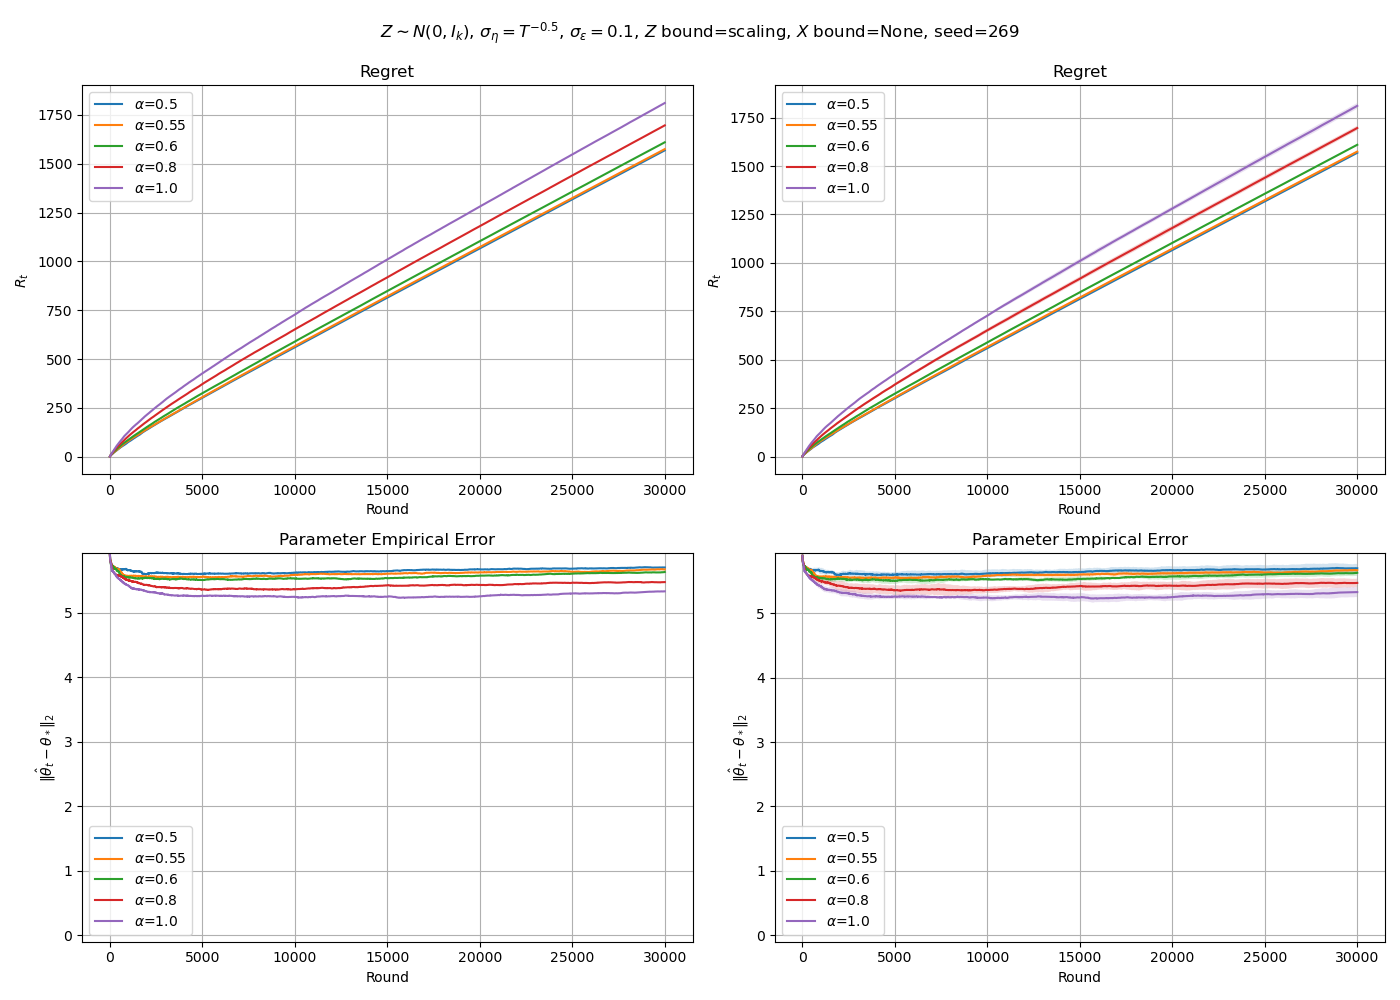 Z ~ N(0, I_k), σ_η = T^{−0.5}, σ_ε = 0.1, Z bound=scaling, X bound=None, seed=269
Regret
α=0.5
α=0.55
α=0.6
α=0.8
α=1.0
1750
1500
1250
1000
750
500
250
0
R_t
0 5000 10000 15000 20000 25000 30000
Round
Regret
α=0.5
α=0.55
α=0.6
α=0.8
α=1.0
1750
1500
1250
1000
750
500
250
0
R_t
0 5000 10000 15000 20000 25000 30000
Round
Parameter Empirical Error
5
4
3
2
1
0
‖θ̂_t − θ_*‖_2
α=0.5
α=0.55
α=0.6
α=0.8
α=1.0
0 5000 10000 15000 20000 25000 30000
Round
Parameter Empirical Error
5
4
3
2
1
0
‖θ̂_t − θ_*‖_2
α=0.5
α=0.55
α=0.6
α=0.8
α=1.0
0 5000 10000 15000 20000 25000 30000
Round